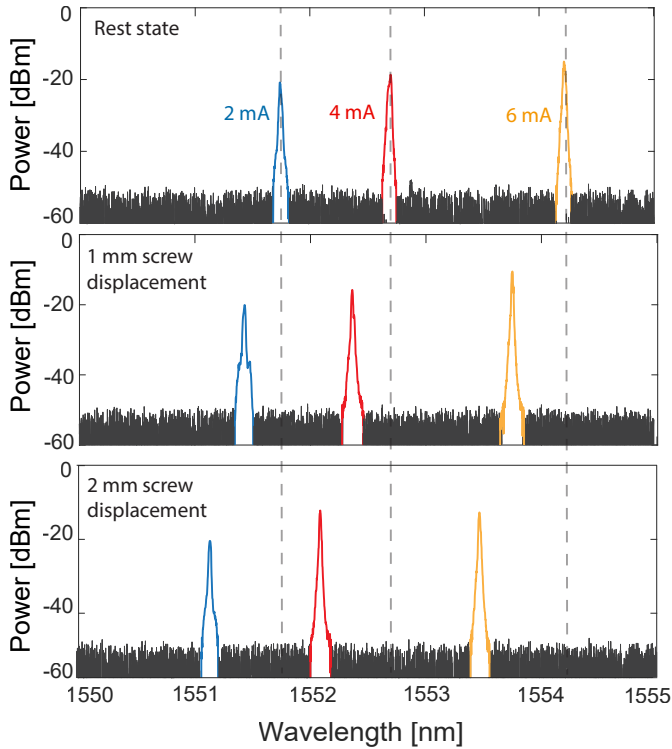 0
Rest state
-20
2 mA
4 mA
6 mA
-40
-60
Power [dBm]
0
1 mm screw
displacement
-20
-40
-60
Power [dBm]
0
2 mm screw
displacement
-20
-40
-60
Power [dBm]
1550
1551
1552
1553
1554
1555
Wavelength [nm]